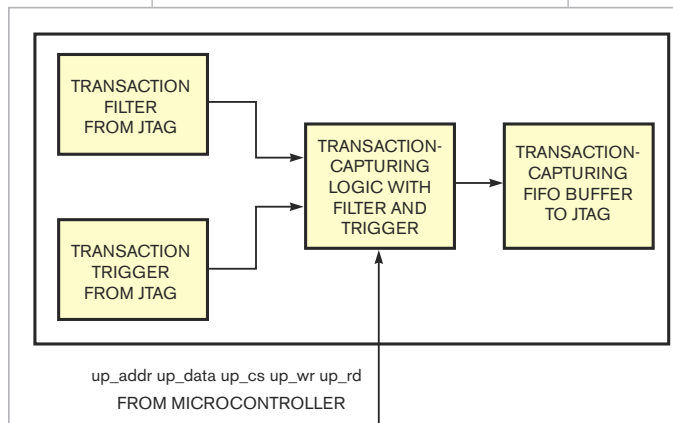 TRANSACTION
FILTER
FROM JTAG
TRANSACTION
TRIGGER
FROM JTAG
TRANSACTION-
CAPTURING
LOGIC WITH
FILTER AND
TRIGGER
TRANSACTION-
CAPTURING
FIFO BUFFER
TO JTAG
up_addr up_data up_cs up_wr up_rd
FROM MICROCONTROLLER